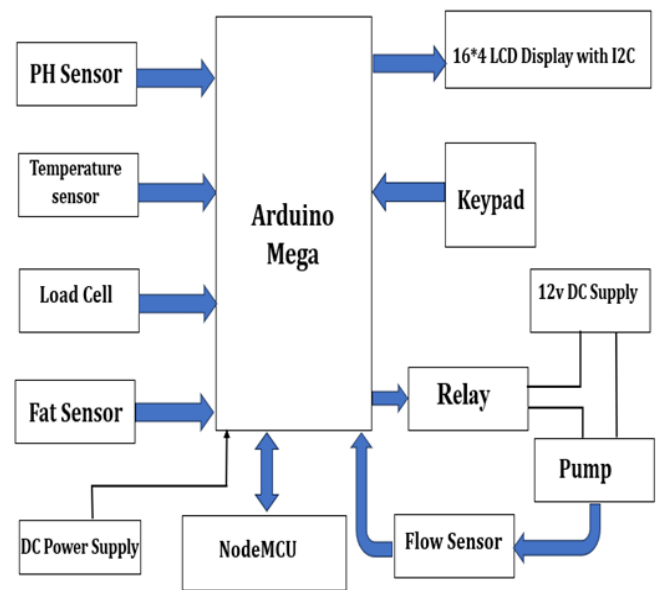 PH Sensor
16*4 LCD Display with I2C
Temperature
sensor
Arduino
Mega
Keypad
Load Cell
12v DC Supply
Fat Sensor
Relay
Pump
DC Power Supply
NodeMCU
Flow Sensor